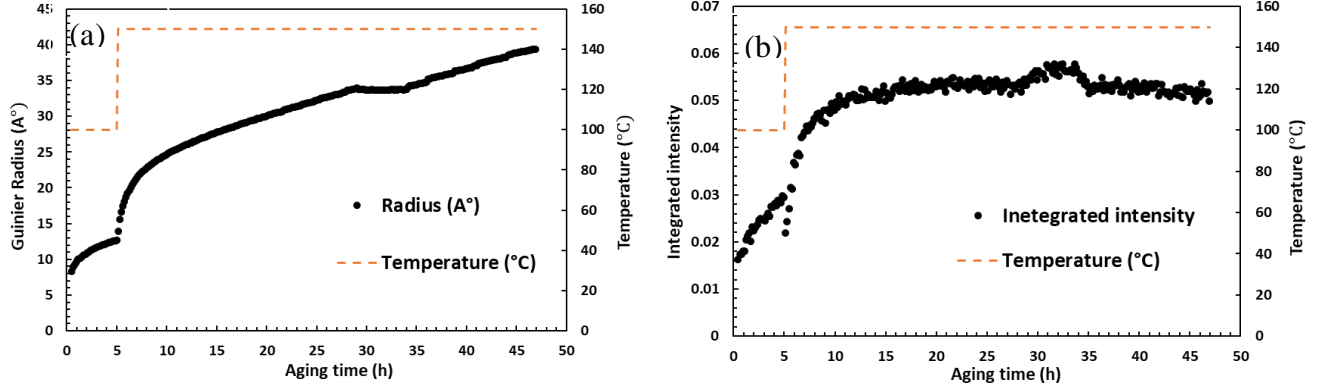 (a)
45
40
35
30
25
20
15
10
5
0
160
140
120
100
80
60
40
20
0
0 5 10 15 20 25 30 35 40 45 50
Guinier Radius (A°)
Temperature (°C)
Aging time (h)
Radius (A°)
Temperature (°C)
(b)
0.07
0.06
0.05
0.04
0.03
0.02
0.01
0
160
140
120
100
80
60
40
20
0
0 5 10 15 20 25 30 35 40 45 50
Integrated intensity
Temperature (°C)
Aging time (h)
Inetegrated intensity
Temperature (°C)